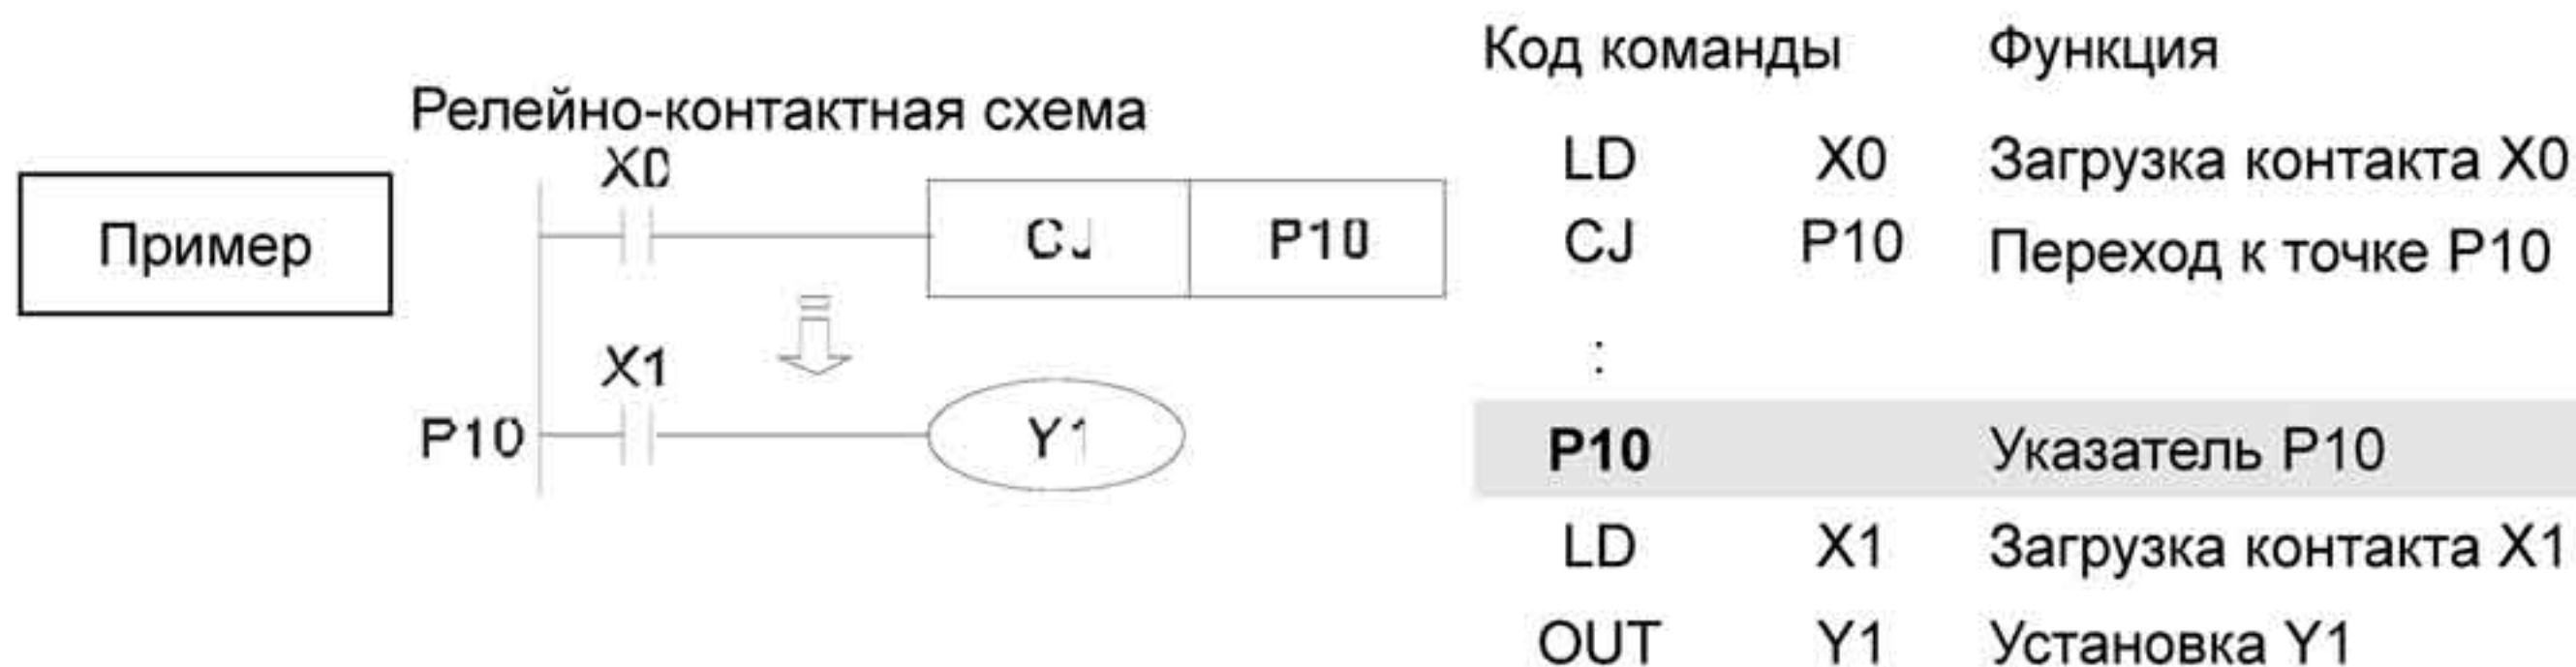 Пример
Релейно-контактная схема
X0
CJ P10
X1
P10 Y1
Код команды Функция
LD X0 Загрузка контакта X0
CJ P10 Переход к точке P10
:
P10 Указатель P10
LD X1 Загрузка контакта X1
OUT Y1 Установка Y1